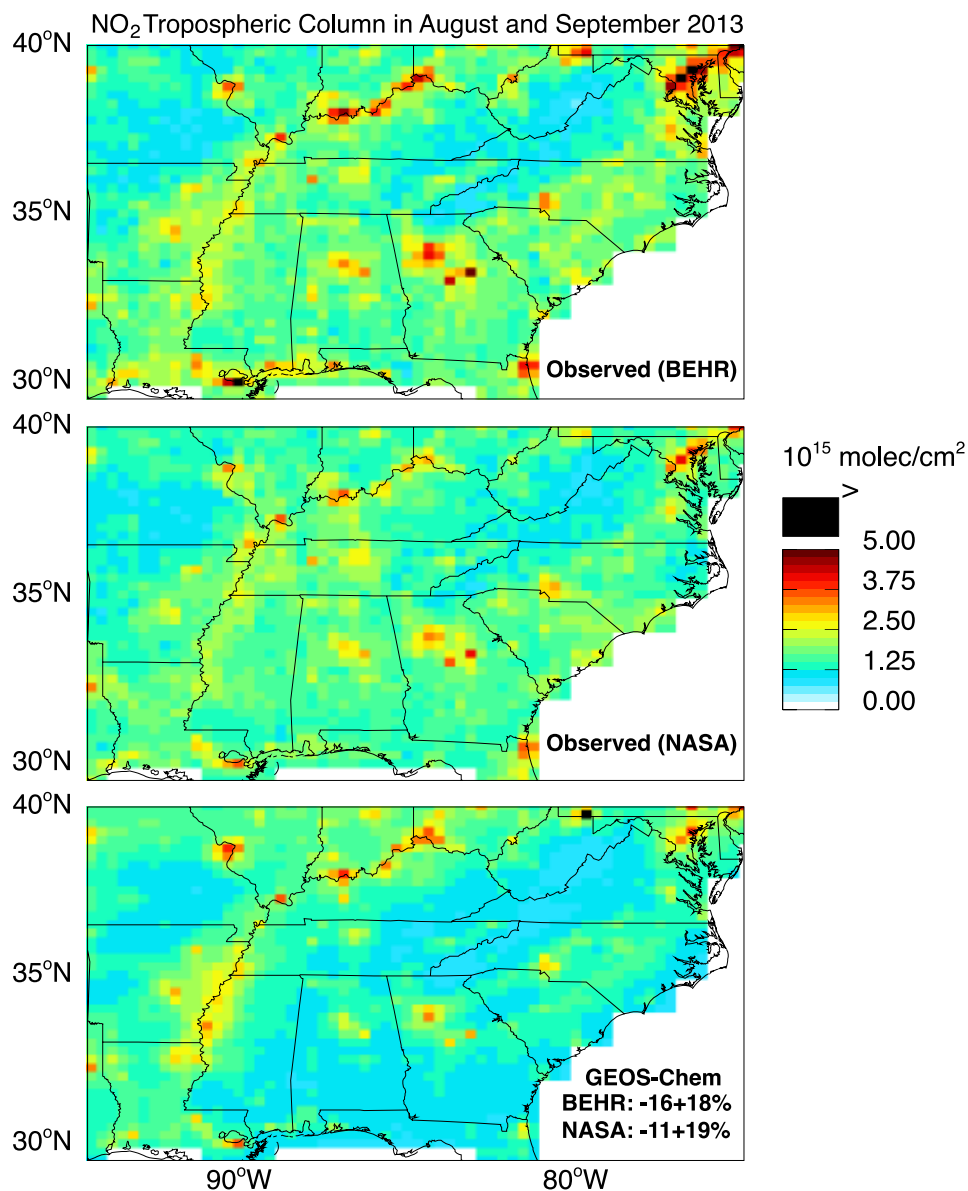 NO2 Tropospheric Column in August and September 2013
40°N
35°N
30°N
Observed (BEHR)
40°N
35°N
30°N
Observed (NASA)
10^15 molec/cm^2
>
5.00
3.75
2.50
1.25
0.00
40°N
35°N
30°N
GEOS-Chem
BEHR: -16+18%
NASA: -11+19%
90°W 80°W